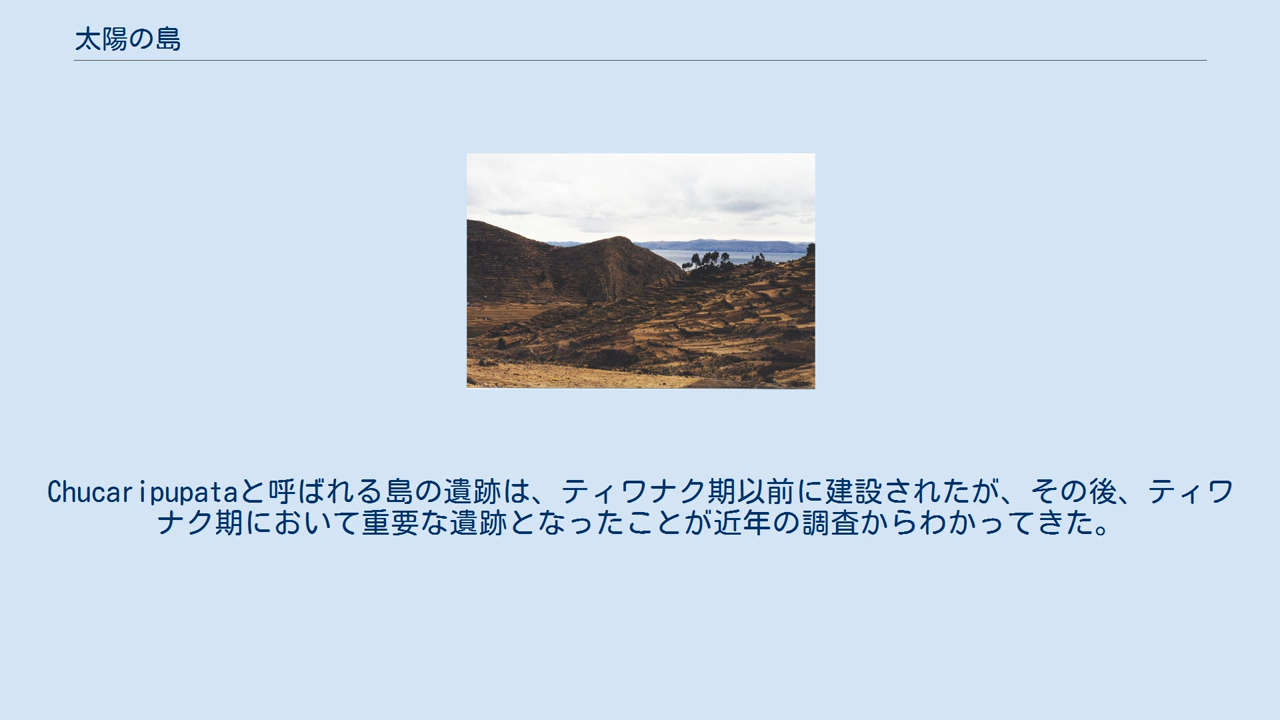 太陽の島
Chucaripupataと呼ばれる島の遺跡は、ティワナク期以前に建設されたが、その後、ティワ
ナク期において重要な遺跡となったことが近年の調査からわかってきた。